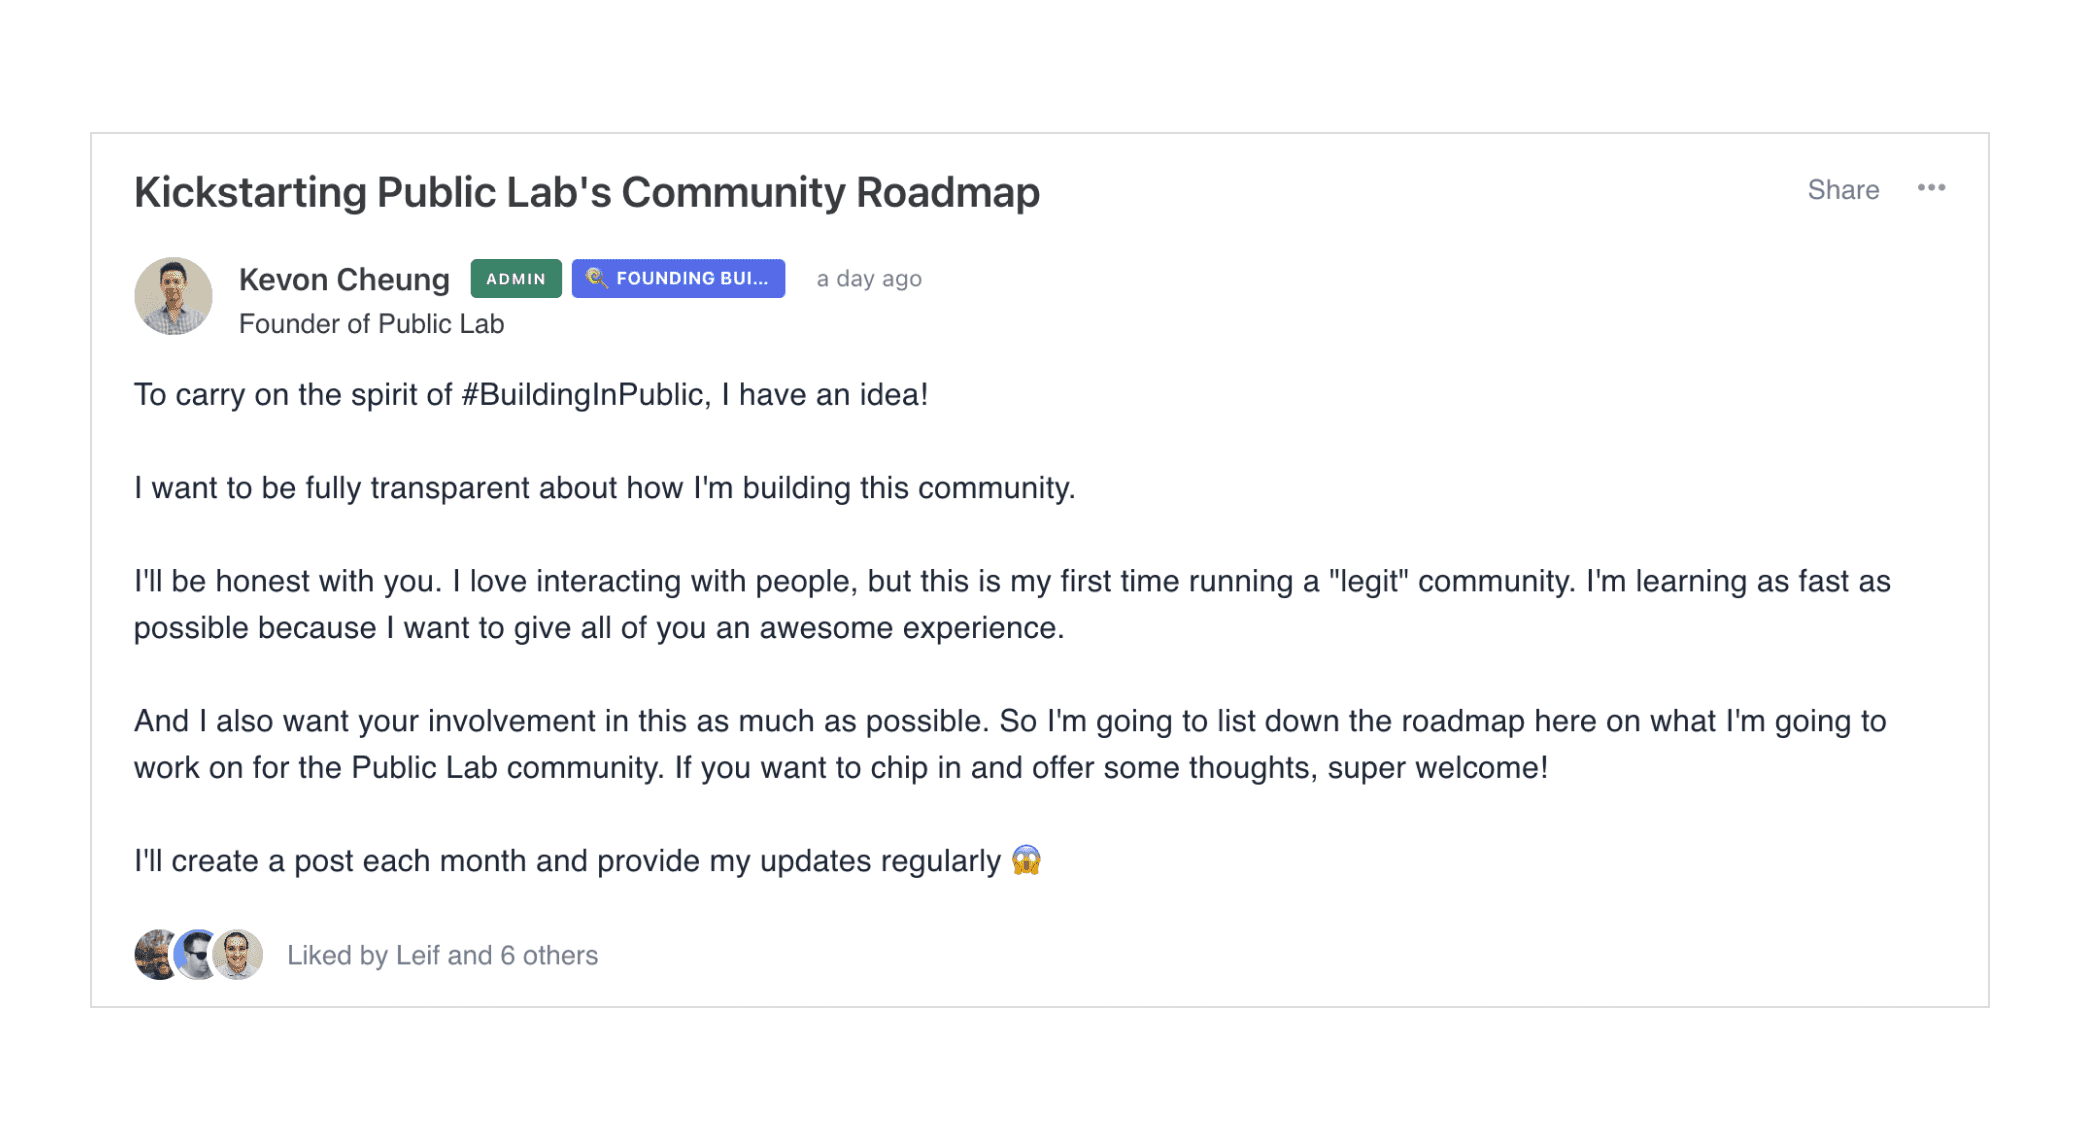 Kickstarting Public Lab's Community Roadmap
Share
Kevon Cheung ADMIN FOUNDING BUI... a day ago
Founder of Public Lab
To carry on the spirit of #BuildingInPublic, I have an idea!
I want to be fully transparent about how I'm building this community.
I'll be honest with you. I love interacting with people, but this is my first time running a "legit" community. I'm learning as fast as
possible because I want to give all of you an awesome experience.
And I also want your involvement in this as much as possible. So I'm going to list down the roadmap here on what I'm going to
work on for the Public Lab community. If you want to chip in and offer some thoughts, super welcome!
I'll create a post each month and provide my updates regularly 😱
Liked by Leif and 6 others